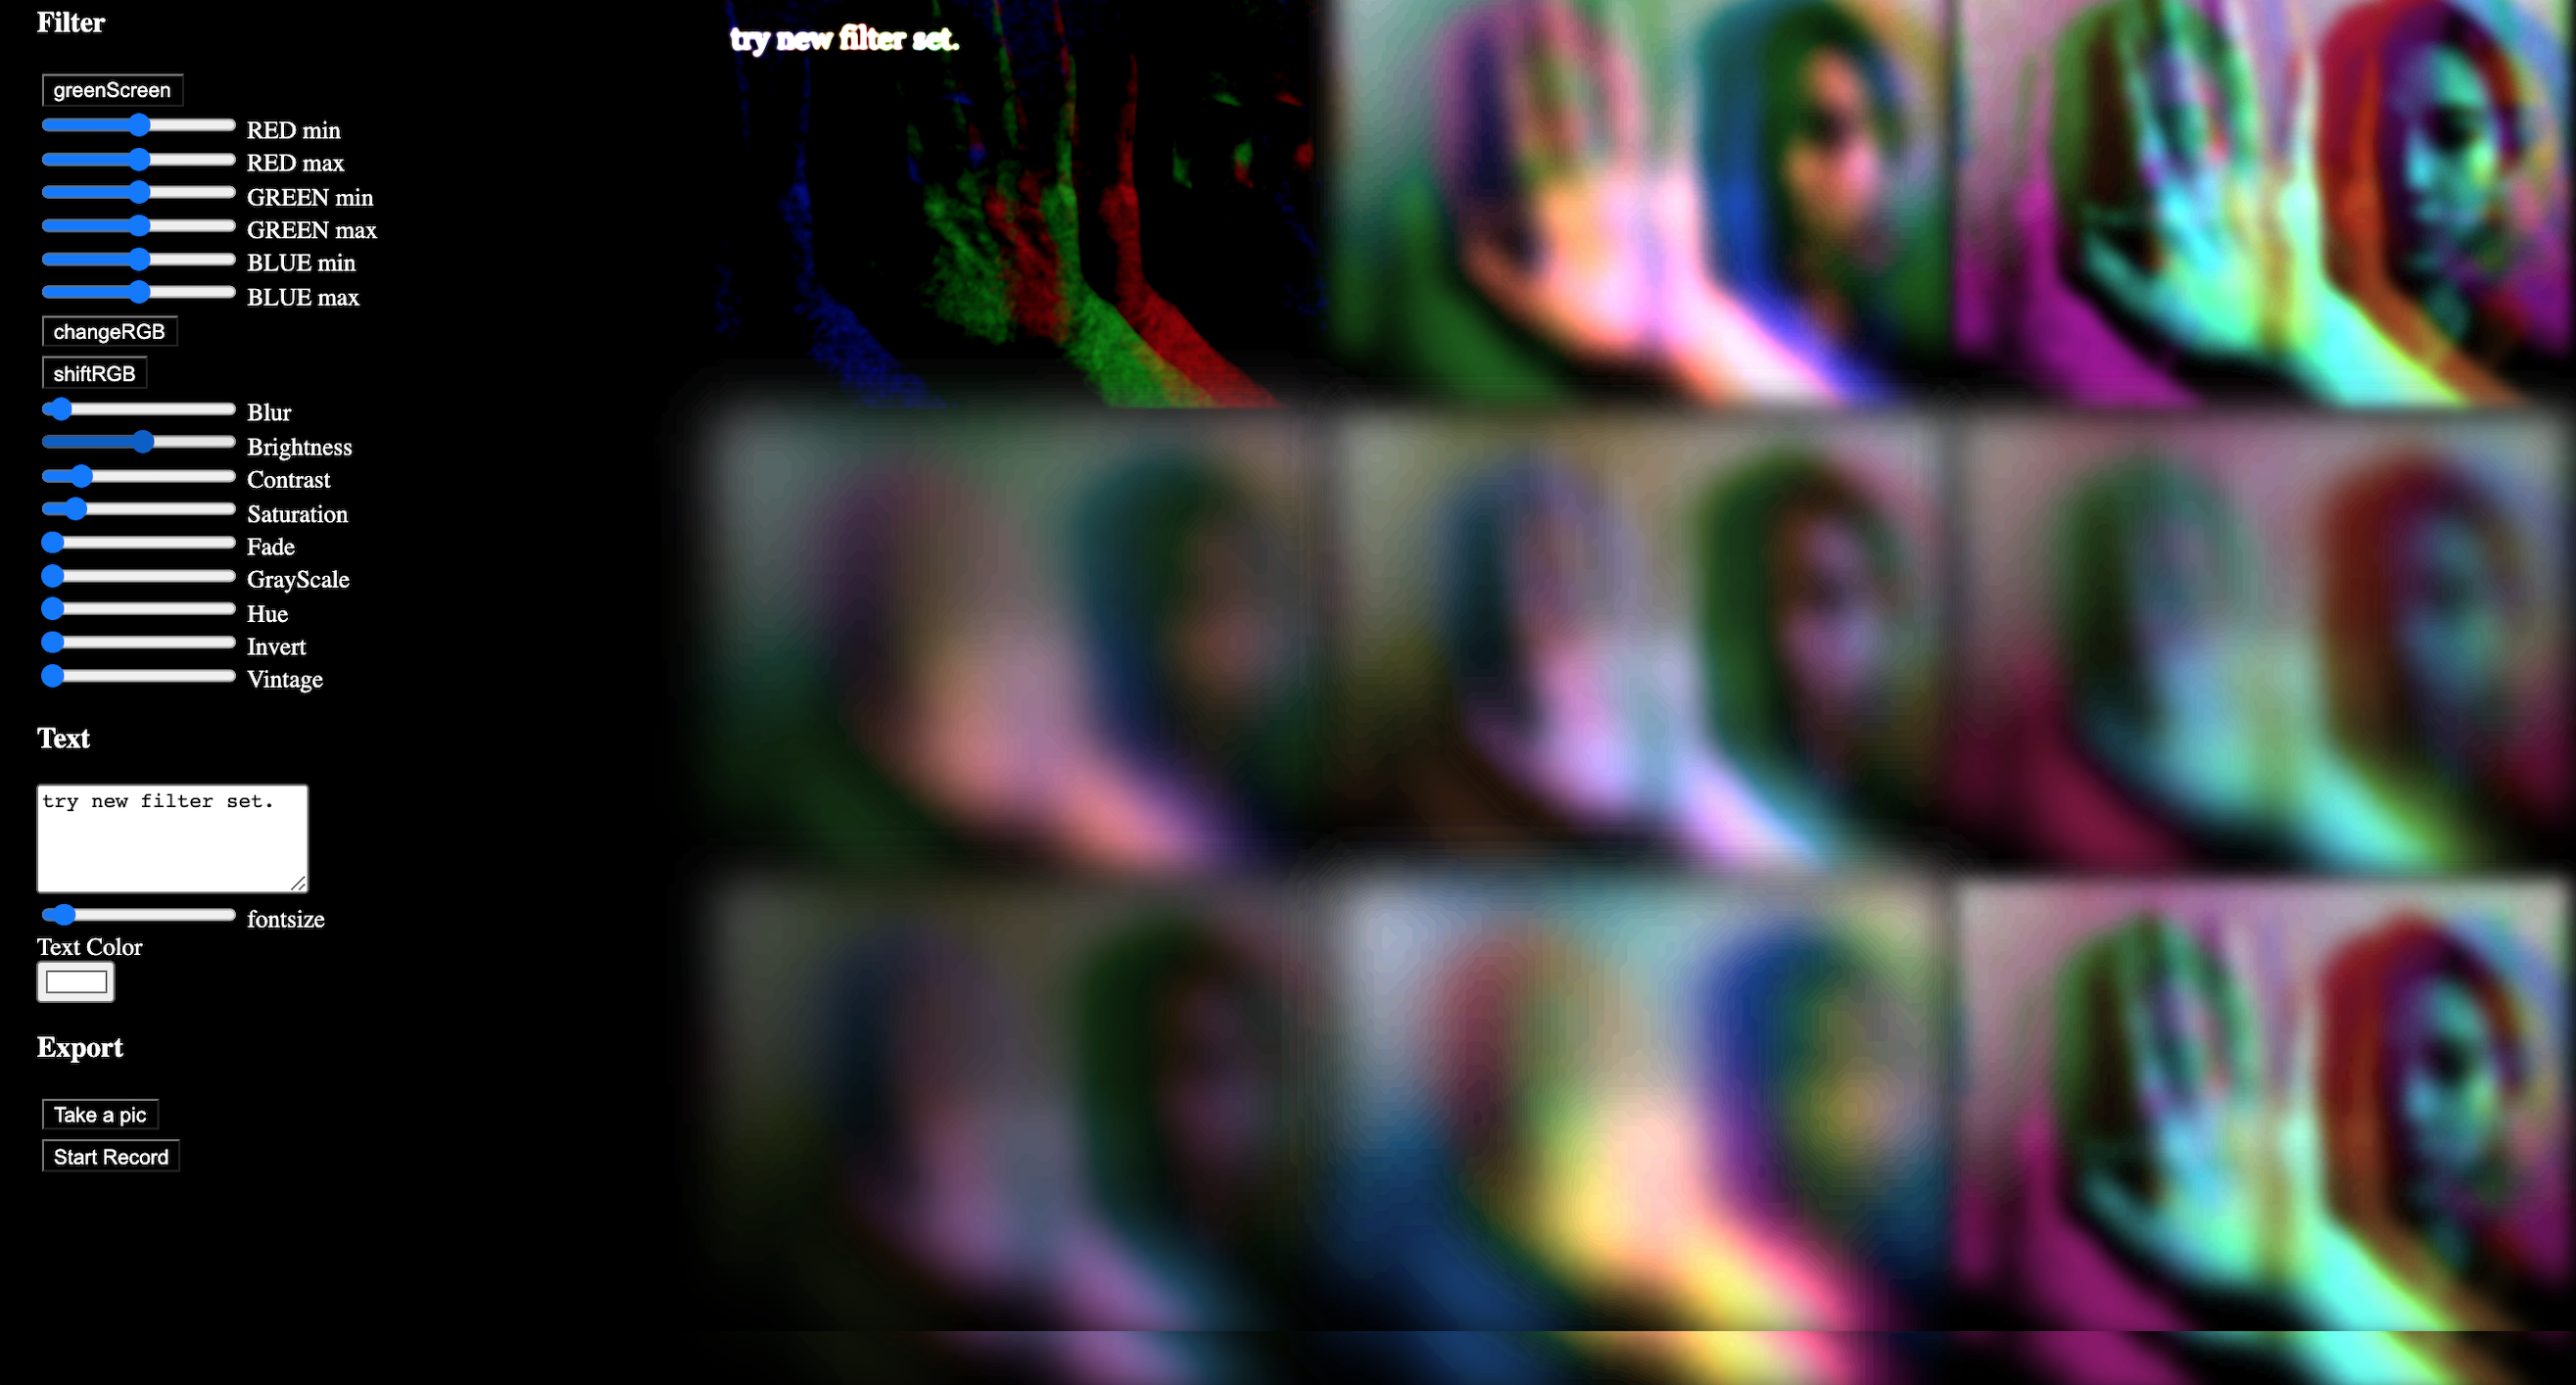 Filter
greenScreen
RED min
RED max
GREEN min
GREEN max
BLUE min
BLUE max
changeRGB
shiftRGB
Blur
Brightness
Contrast
Saturation
Fade
GrayScale
Hue
Invert
Vintage
Text
try new filter set.
fontsize
Text Color
Export
Take a pic
Start Record
try new filter set.